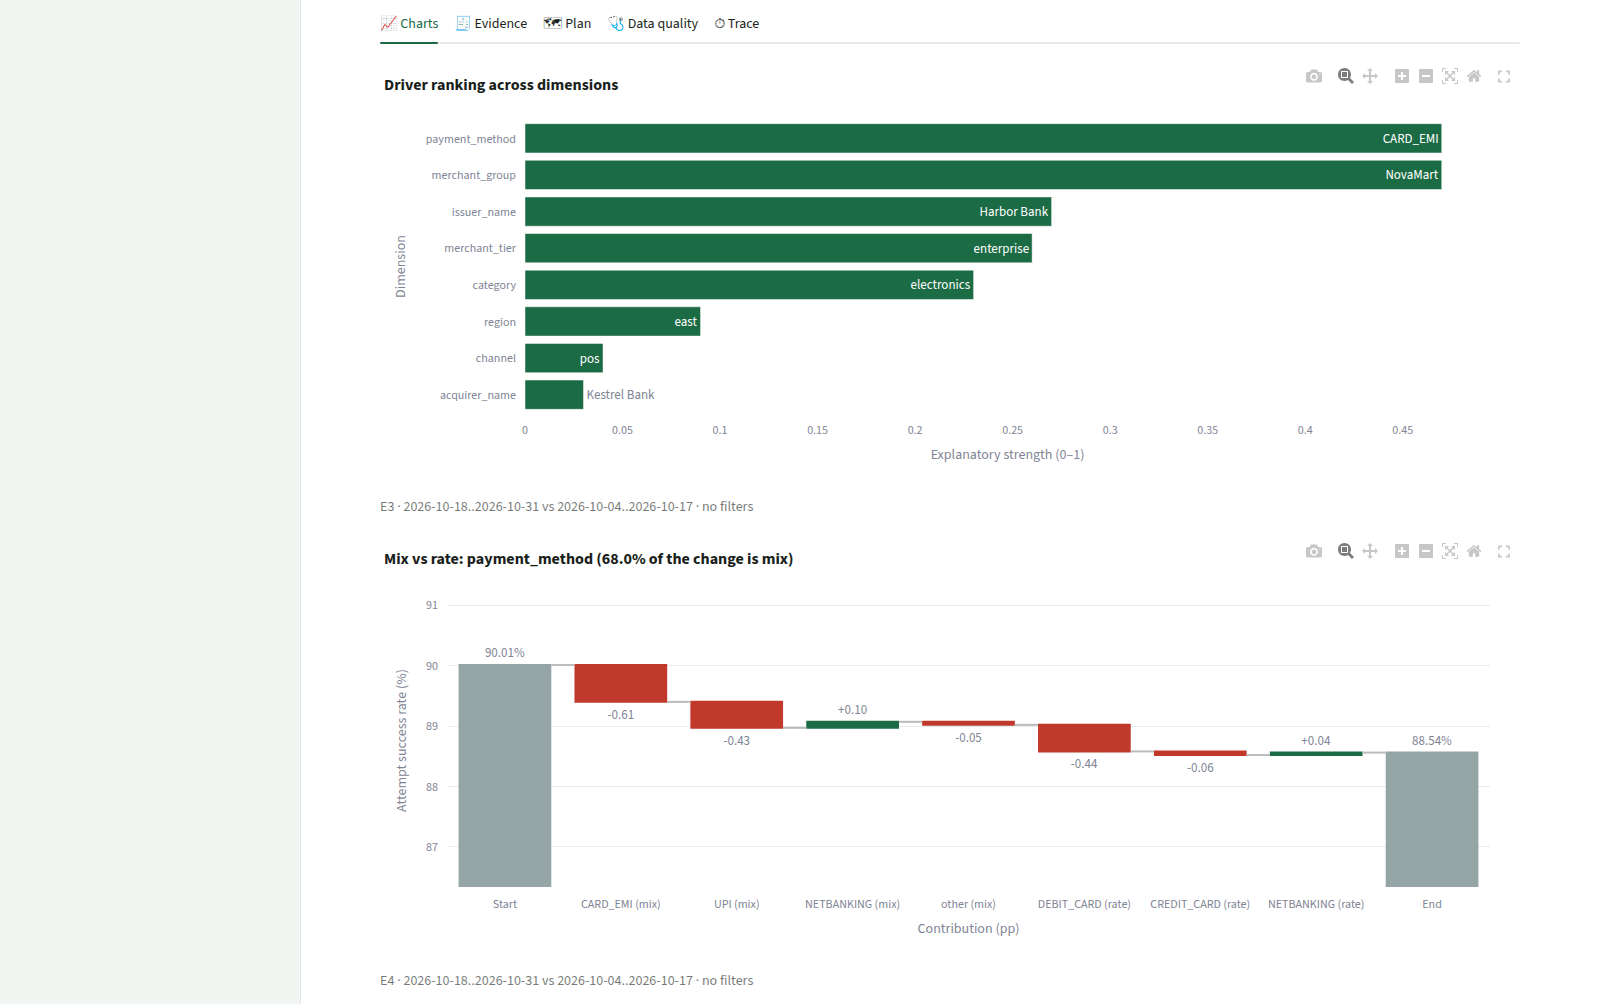 Charts Evidence Plan Data quality Trace
Driver ranking across dimensions
payment_method CARD_EMI
merchant_group NovaMart
issuer_name Harbor Bank
merchant_tier enterprise
category electronics
region east
channel pos
acquirer_name Kestrel Bank
Dimension
0 0.05 0.1 0.15 0.2 0.25 0.3 0.35 0.4 0.45
Explanatory strength (0–1)
E3 · 2026-10-18..2026-10-31 vs 2026-10-04..2026-10-17 · no filters
Mix vs rate: payment_method (68.0% of the change is mix)
91
90
89
88
87
Attempt success rate (%)
90.01% -0.61 -0.43 +0.10 -0.05 -0.44 -0.06 +0.04 88.54%
Start CARD_EMI (mix) UPI (mix) NETBANKING (mix) other (mix) DEBIT_CARD (rate) CREDIT_CARD (rate) NETBANKING (rate) End
Contribution (pp)
E4 · 2026-10-18..2026-10-31 vs 2026-10-04..2026-10-17 · no filters